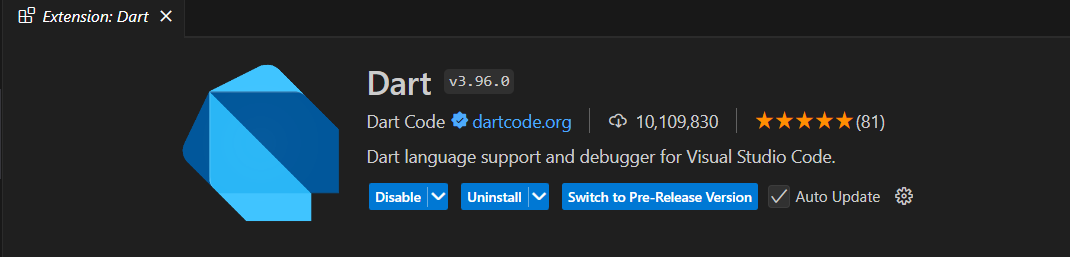 Extension: Dart
Dart v3.96.0
Dart Code dartcode.org 10,109,830 (81)
Dart language support and debugger for Visual Studio Code.
Disable Uninstall Switch to Pre-Release Version Auto Update